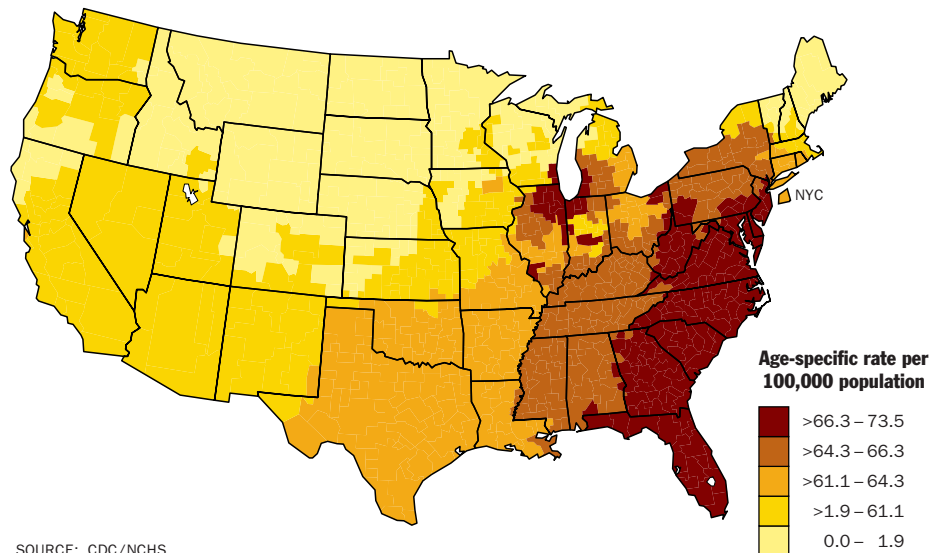 NYC
Age-specific rate per
100,000 population
>66.3 – 73.5
>64.3 – 66.3
>61.1 – 64.3
>1.9 – 61.1
0.0 – 1.9
SOURCE: CDC/NCHS